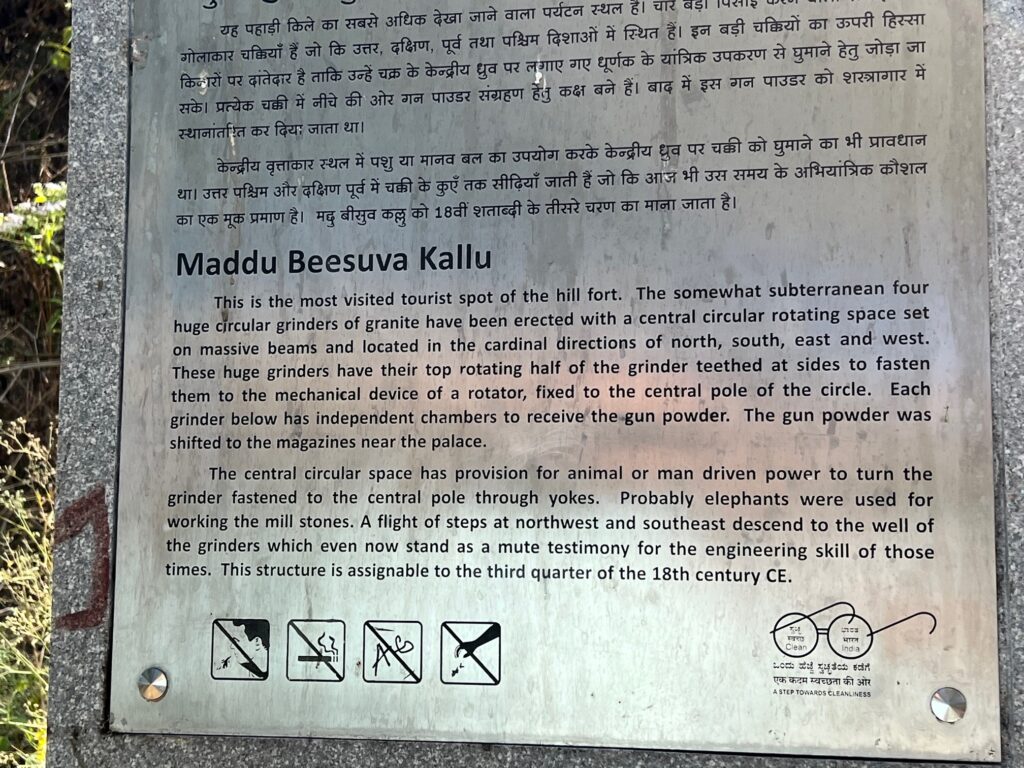 यह पहाड़ी किले का सबसे अधिक देखा जाने वाला पर्यटन स्थल है। चार बड़ी पिसाई करने
गोलाकार चक्कियाँ हैं जो कि उत्तर, दक्षिण, पूर्व तथा पश्चिम दिशाओं में स्थित हैं। इन बड़ी चक्कियों का ऊपरी हिस्सा
किनारों पर दांतेदार है ताकि उन्हें चक्र के केन्द्रीय ध्रुव पर लगाए गए धूर्णक के यांत्रिक उपकरण से घुमाने हेतु जोड़ा जा
सके। प्रत्येक चक्की में नीचे की ओर गन पाउडर संग्रहण हेतु कक्ष बने हैं। बाद में इस गन पाउडर को शस्त्रागार में
स्थानांतरित कर दिया जाता था।
केन्द्रीय वृत्ताकार स्थल में पशु या मानव बल का उपयोग करके केन्द्रीय ध्रुव पर चक्की को घुमाने का भी प्रावधान
था। उत्तर पश्चिम और दक्षिण पूर्व में चक्की के कुएँ तक सीढ़ियाँ जाती हैं जो कि आज भी उस समय के अभियांत्रिक कौशल
का एक मूक प्रमाण है। मद्दु बीसुव कल्लु को 18वीं शताब्दी के तीसरे चरण का माना जाता है।
Maddu Beesuva Kallu
This is the most visited tourist spot of the hill fort. The somewhat subterranean four
huge circular grinders of granite have been erected with a central circular rotating space set
on massive beams and located in the cardinal directions of north, south, east and west.
These huge grinders have their top rotating half of the grinder teethed at sides to fasten
them to the mechanical device of a rotator, fixed to the central pole of the circle. Each
grinder below has independent chambers to receive the gun powder. The gun powder was
shifted to the magazines near the palace.
The central circular space has provision for animal or man driven power to turn the
grinder fastened to the central pole through yokes. Probably elephants were used for
working the mill stones. A flight of steps at northwest and southeast descend to the well of
the grinders which even now stand as a mute testimony for the engineering skill of those
times. This structure is assignable to the third quarter of the 18th century CE.
ಸ್ವಚ್ಛ ಭಾರತ
स्वच्छ भारत
Clean India
ಒಂದು ಹೆಜ್ಜೆ ಸ್ವಚ್ಛತೆಯ ಕಡೆಗೆ
एक कदम स्वच्छता की ओर
A STEP TOWARDS CLEANLINESS